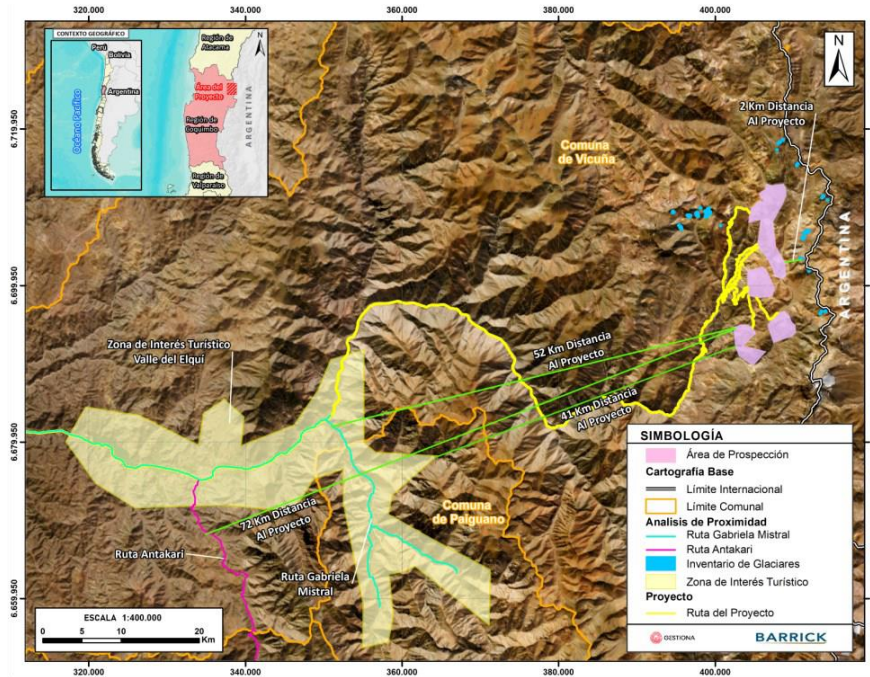 320.000
340.000
360.000
380.000
400.000
CONTEXTO GEOGRÁFICO
Perú
Bolivia
Argentina
Océano Pacífico
Región de
Atacama
Área del
Proyecto
Región de
Coquimbo
Región de
Valparaíso
ARGENTINA
N
N
2 Km Distancia
Al Proyecto
Comuna
de Vicuña
ARGENTINA
6.719.950
6.699.950
6.679.950
6.659.950
Zona de Interés Turístico
Valle del Elquí
52 Km Distancia
Al Proyecto
41 Km Distancia
Al Proyecto
72 Km Distancia
Al Proyecto
Comuna
de Paiguano
Ruta Antakari
Ruta Gabriela
Mistral
ESCALA 1:400.000
0 5 10 20
Km
SIMBOLOGÍA
Área de Prospección
Cartografía Base
Límite Internacional
Límite Comunal
Analisis de Proximidad
Ruta Gabriela Mistral
Ruta Antakari
Inventario de Glaciares
Zona de Interés Turístico
Proyecto
Ruta del Proyecto
GESTIONA
BARRICK
320.000
340.000
360.000
380.000
400.000